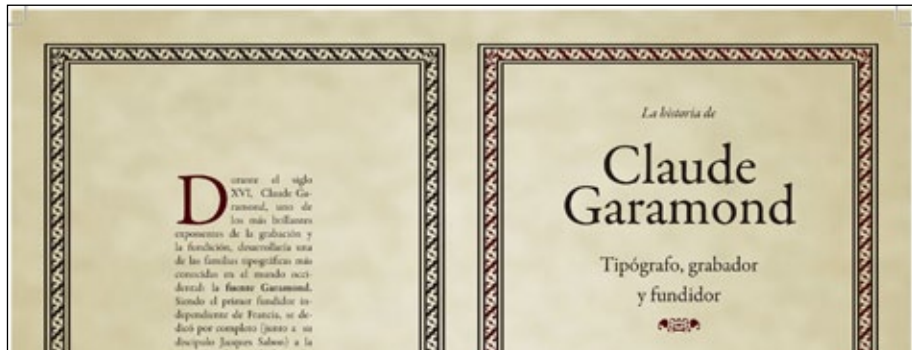 Durante el siglo
XVI, Claude Ga-
ramond, uno de
los más brillantes
exponentes de la grabación y
la fundición, desarrollaría una
de las familias tipográficas más
conocidas en el mundo occi-
dental: la fuente Garamond.
Siendo el primer fundidor in-
dependiente de Francia, se de-
dicó por completo (junto a su
discípulo Jacques Sabon) a la
La historia de
Claude
Garamond
Tipógrafo, grabador
y fundidor